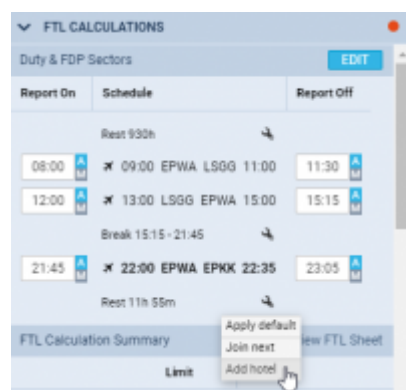 FTL CALCULATIONS
Duty & FDP Sectors EDIT
Report On Schedule Report Off
Rest 930h
08:00 A 09:00 EPWA LSGG 11:00 11:30 A
12:00 A 13:00 LSGG EPWA 15:00 15:15 A
Break 15:15 - 21:45
21:45 A 22:00 EPWA EPKK 22:35 23:05 A
Rest 11h 55m
Apply default
FTL Calculation Summary iew FTL Sheet
Join next
Limit Add hotel